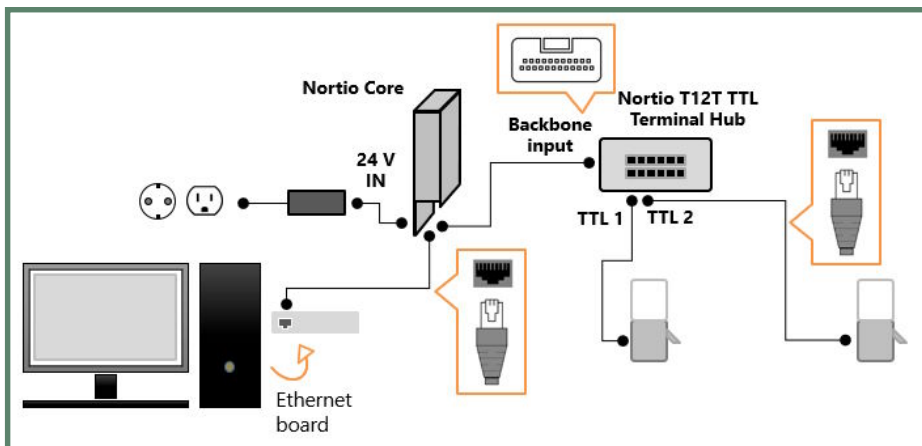 Nortio Core
Nortio T12T TTL
Terminal Hub
Backbone
input
24 V
IN
TTL 1
TTL 2
Ethernet
board